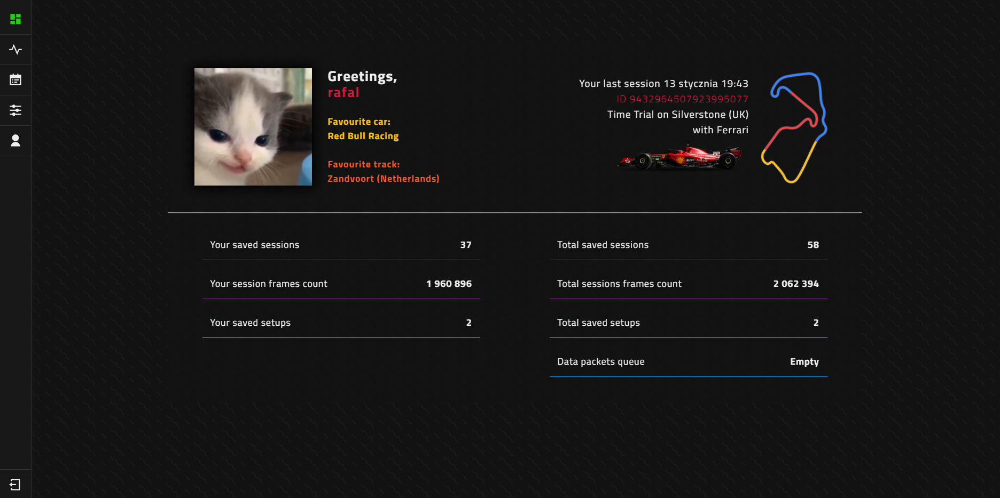 Greetings,
rafal
Favourite car:
Red Bull Racing
Favourite track:
Zandvoort (Netherlands)
Your last session 13 stycznia 19:43
ID 9432964507923995077
Time Trial on Silverstone (UK)
with Ferrari
Your saved sessions 37
Your session frames count 1 960 896
Your saved setups 2
Total saved sessions 58
Total sessions frames count 2 062 394
Total saved setups 2
Data packets queue Empty